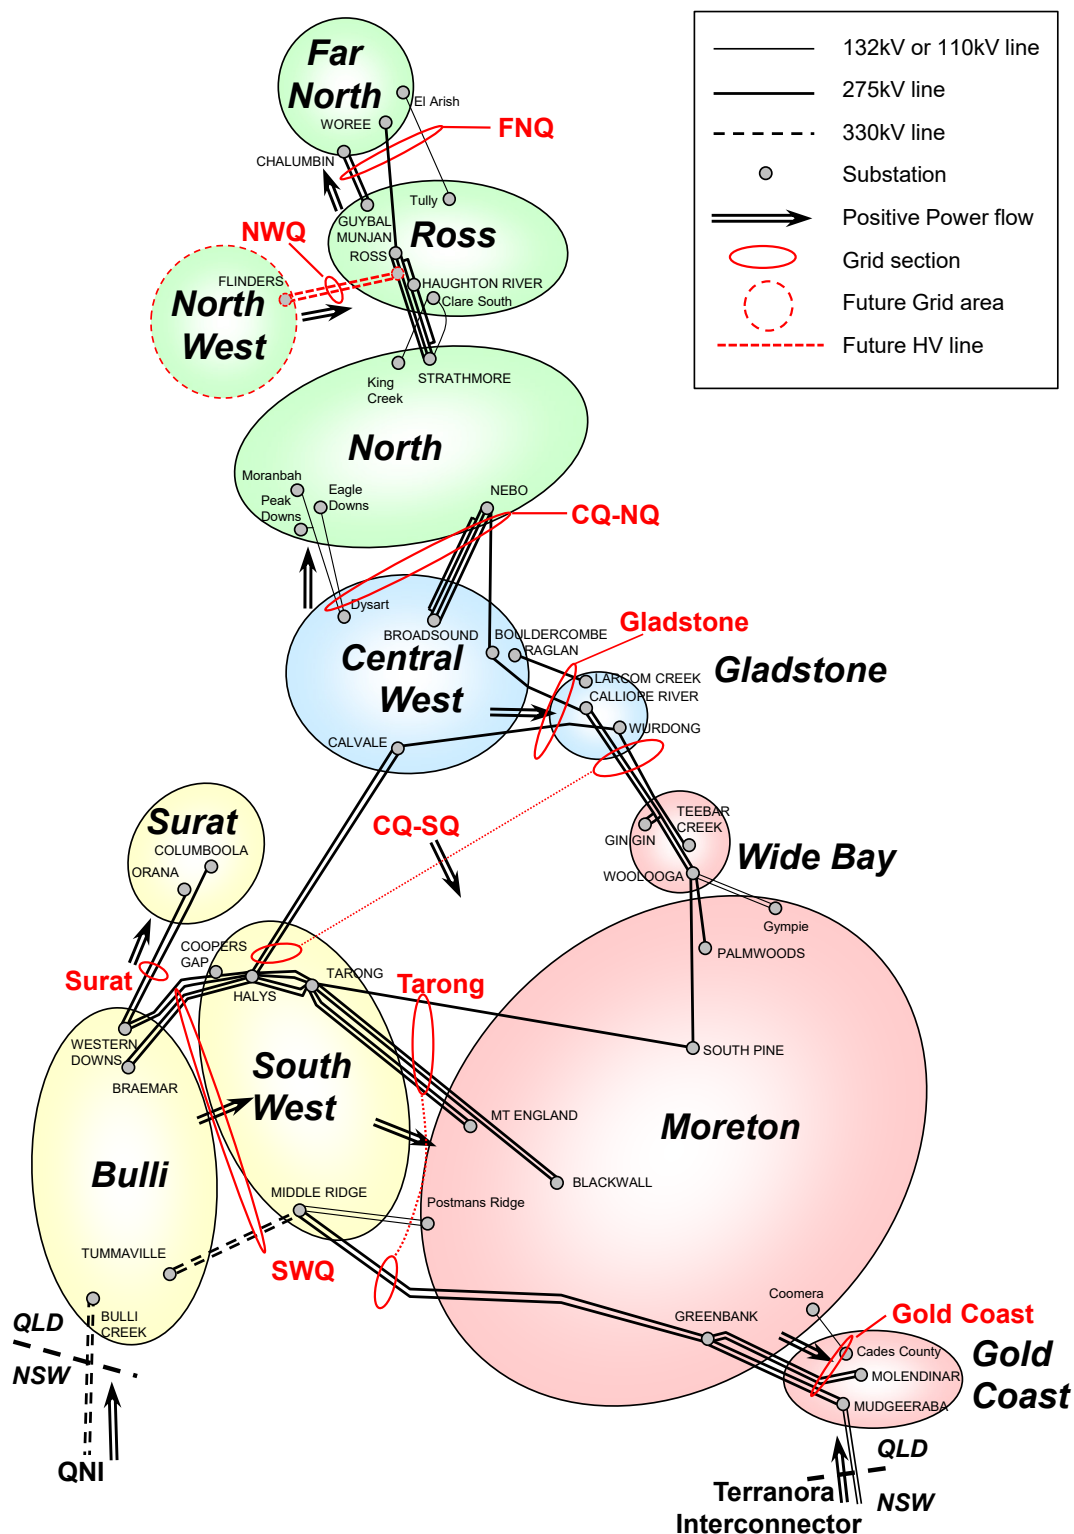 132kV or 110kV line
275kV line
330kV line
Substation
Positive Power flow
Grid section
Future Grid area
Future HV line
Far
North
El Arish
WOREE
FNQ
CHALUMBIN
Tully
GUYBAL
MUNJAN
Ross
ROSS
NWQ
FLINDERS
HAUGHTON RIVER
Clare South
North
West
King
Creek
STRATHMORE
North
Moranbah
Peak
Downs
Eagle
Downs
NEBO
CQ-NQ
Dysart
BROADSOUND
BOULDERCOMBE
RAGLAN
Gladstone
Central
West
LARCOM CREEK
CALLIOPE RIVER
Gladstone
WURDONG
CALVALE
Surat
COLUMBOOLA
ORANA
CQ-SQ
TEEBAR
CREEK
GIN GIN
Wide Bay
WOOLOOGA
Gympie
PALMWOODS
COOPERS
GAP
TARONG
HALYS
Tarong
Surat
WESTERN
DOWNS
BRAEMAR
SOUTH PINE
South
West
MT ENGLAND
Moreton
Bulli
BLACKWALL
MIDDLE RIDGE
Postmans Ridge
TUMMAVILLE
SWQ
BULLI
CREEK
QLD
NSW
QNI
Coomera
GREENBANK
Gold Coast
Cades County
MOLENDINAR
MUDGEERABA
Gold
Coast
QLD
NSW
Terranora
Interconnector